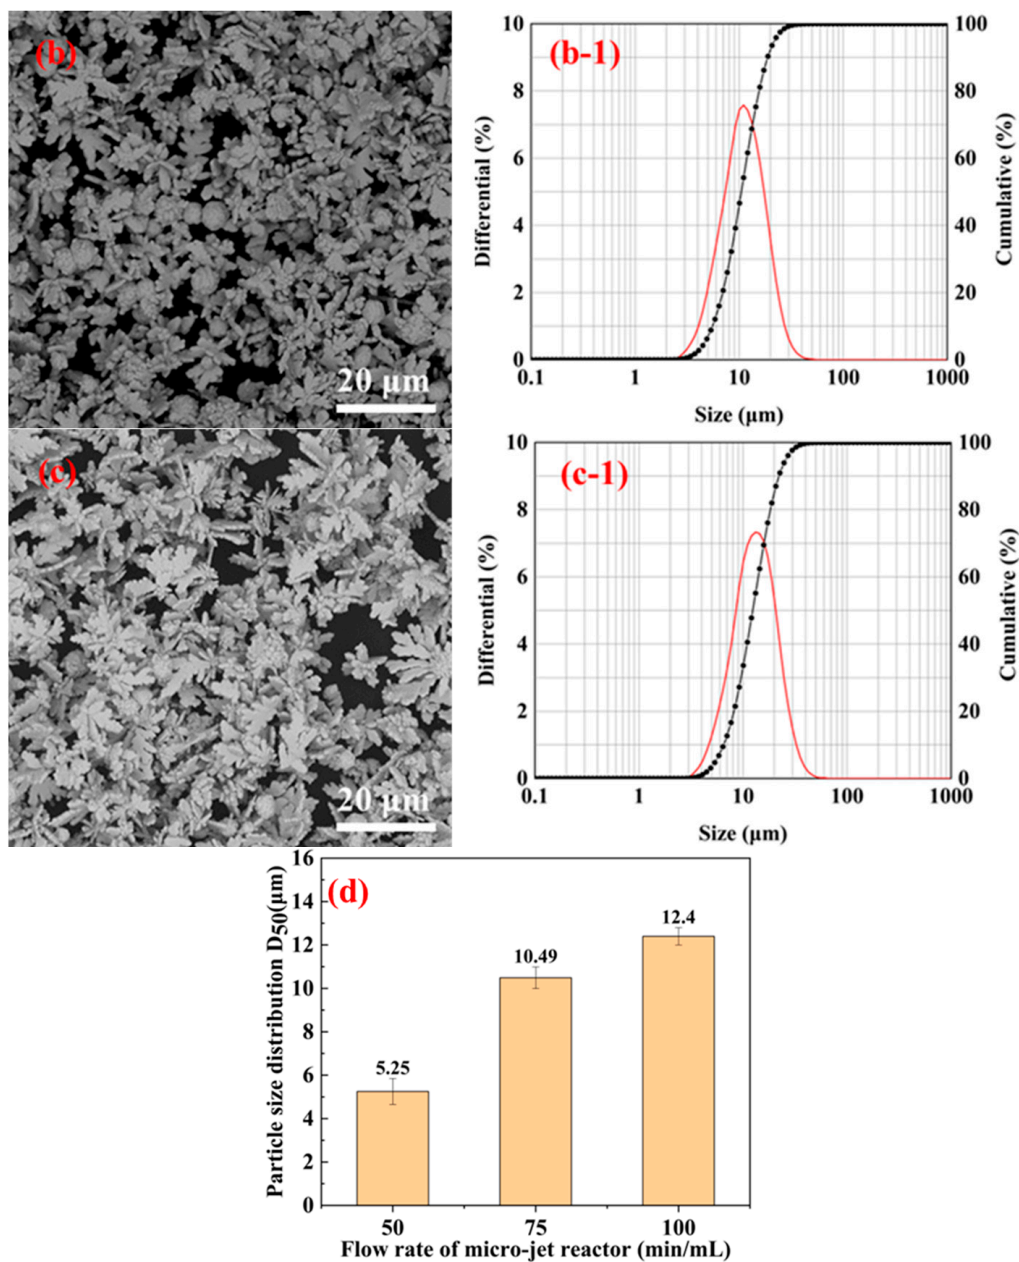 (b)
20 μm
(b-1)
10
8
6
4
2
0
Differential (%)
100
80
60
40
20
0
Cumulative (%)
0.1 1 10 100 1000
Size (μm)
(c)
20 μm
(c-1)
10
8
6
4
2
0
Differential (%)
100
80
60
40
20
0
Cumulative (%)
0.1 1 10 100 1000
Size (μm)
(d)
16
14
12
10
8
6
4
2
0
Particle size distribution D50(μm)
5.25
10.49
12.4
50 75 100
Flow rate of micro-jet reactor (min/mL)